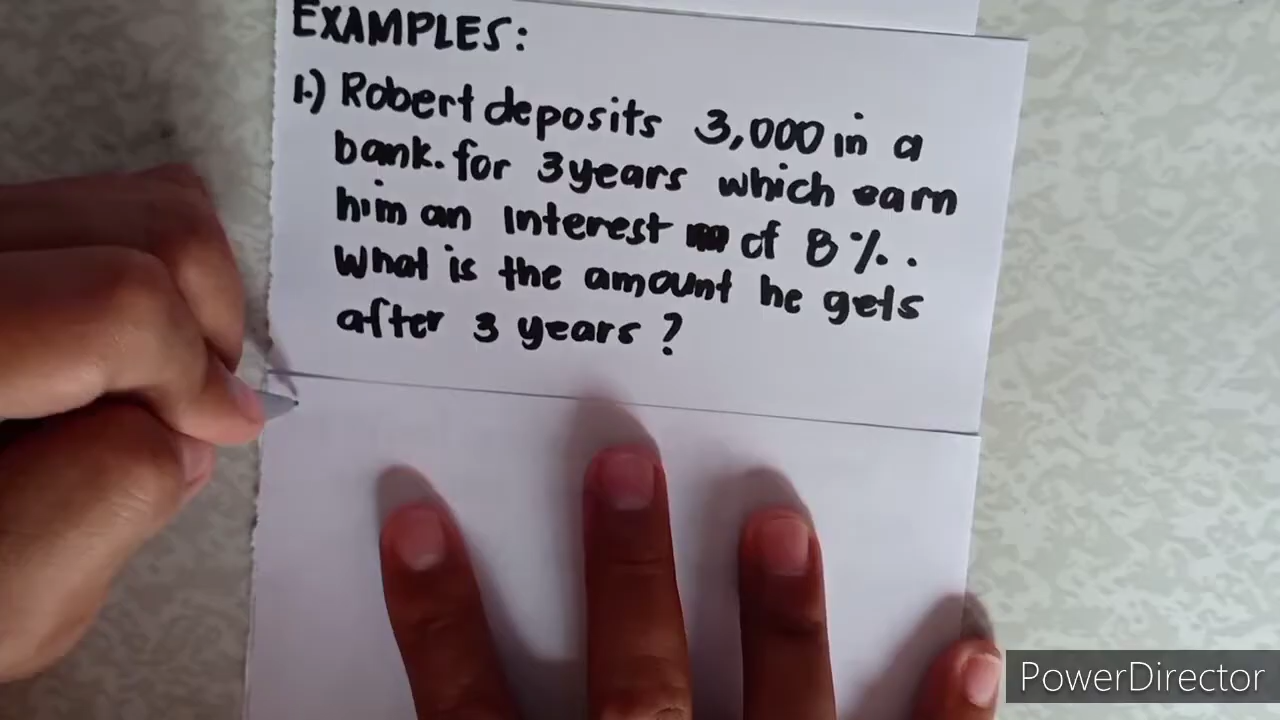 EXAMPLES:
1.) Robert deposits 3,000 in a
bank. for 3 years which earn
him an interest of 8%.
What is the amount he gets
after 3 years?
PowerDirector